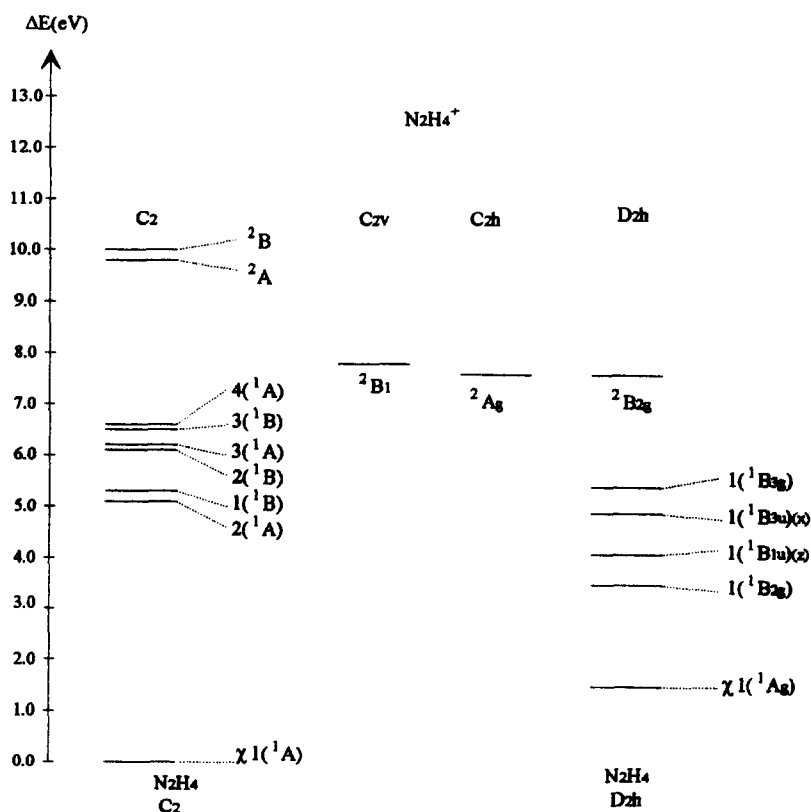 ΔE(eV)
13.0
N2H4+
12.0
11.0
C2 C2V C2h D2h
10.0
2B
2A
9.0
8.0
2B1
2Ag
2B2g
4(1A)
7.0
3(1B)
3(1A)
6.0
2(1B)
1(1B3g)
1(1B)
5.0
2(1A)
1(1B3u)(x)
4.0
1(1B1u)(z)
1(1B2g)
3.0
2.0
χ 1(1Ag)
1.0
χ 1(1A)
0.0
N2H4
C2
N2H4
D2h